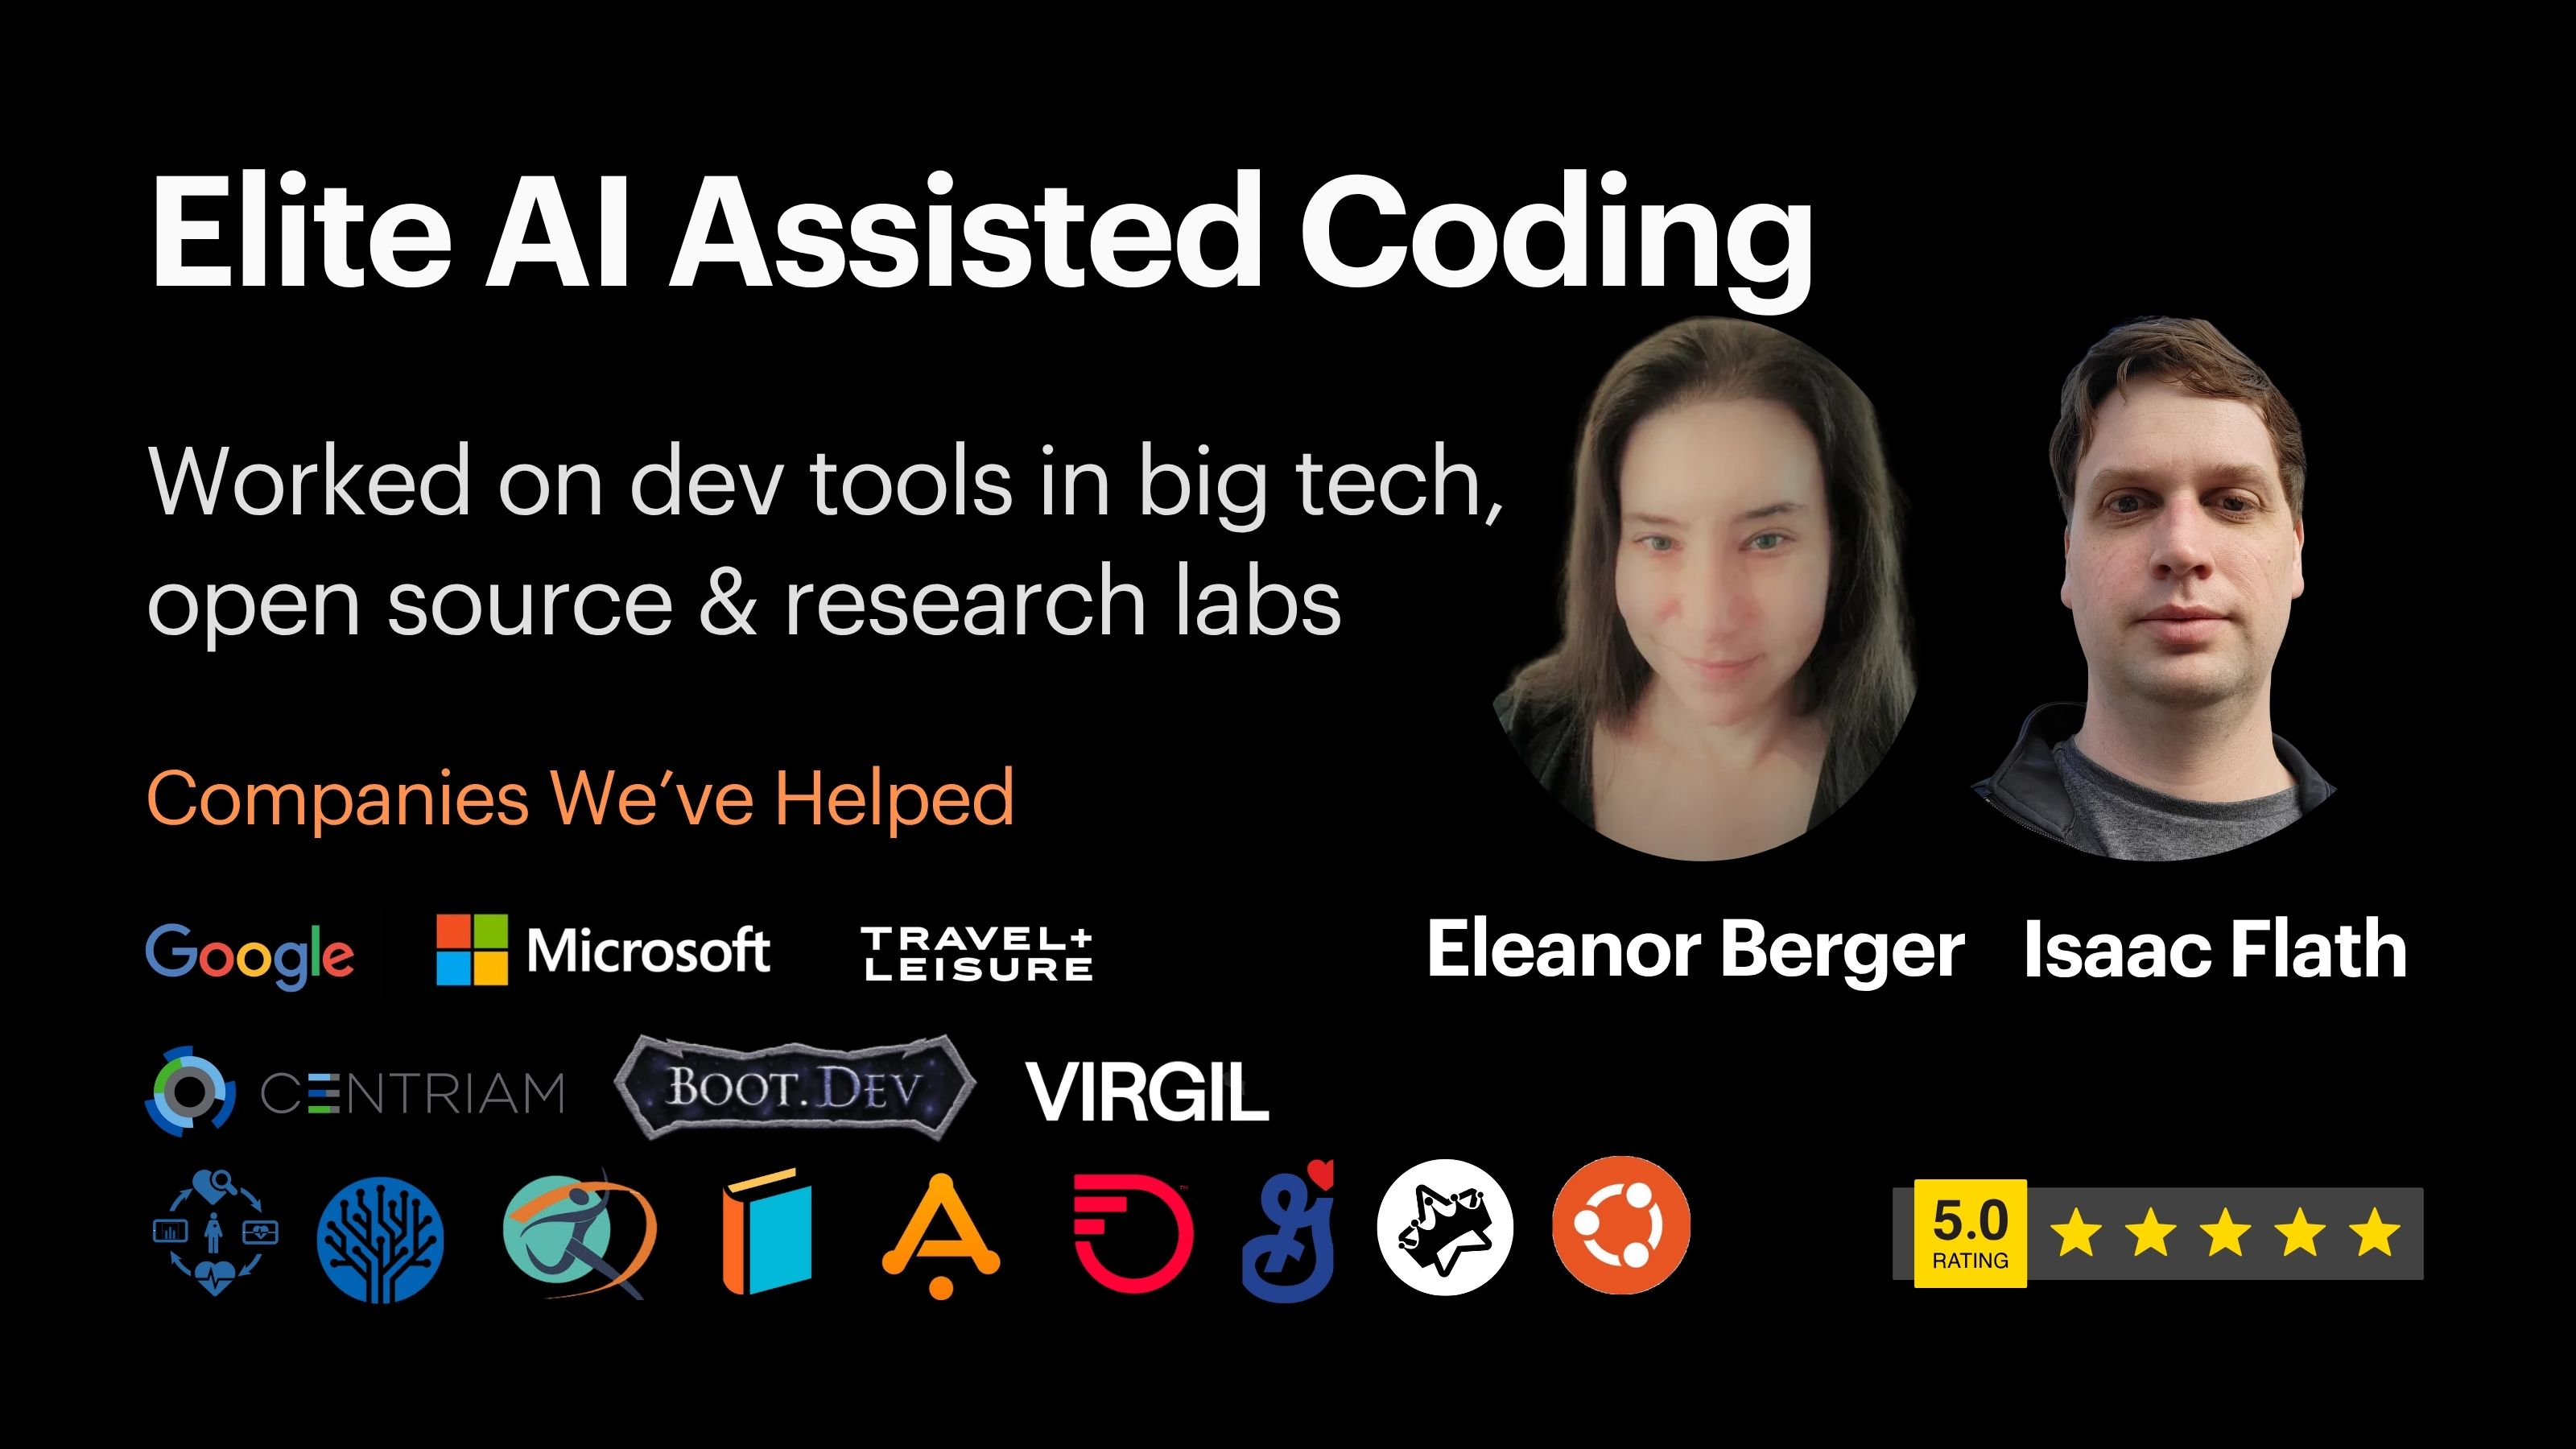 Elite AI Assisted Coding
Worked on dev tools in big tech,
open source & research labs
Companies We've Helped
Google
Microsoft
TRAVEL+
LEISURE
Eleanor Berger
Isaac Flath
CENTRIAM
BOOT.DEV
VIRGIL
G
TM
5.0
RATING